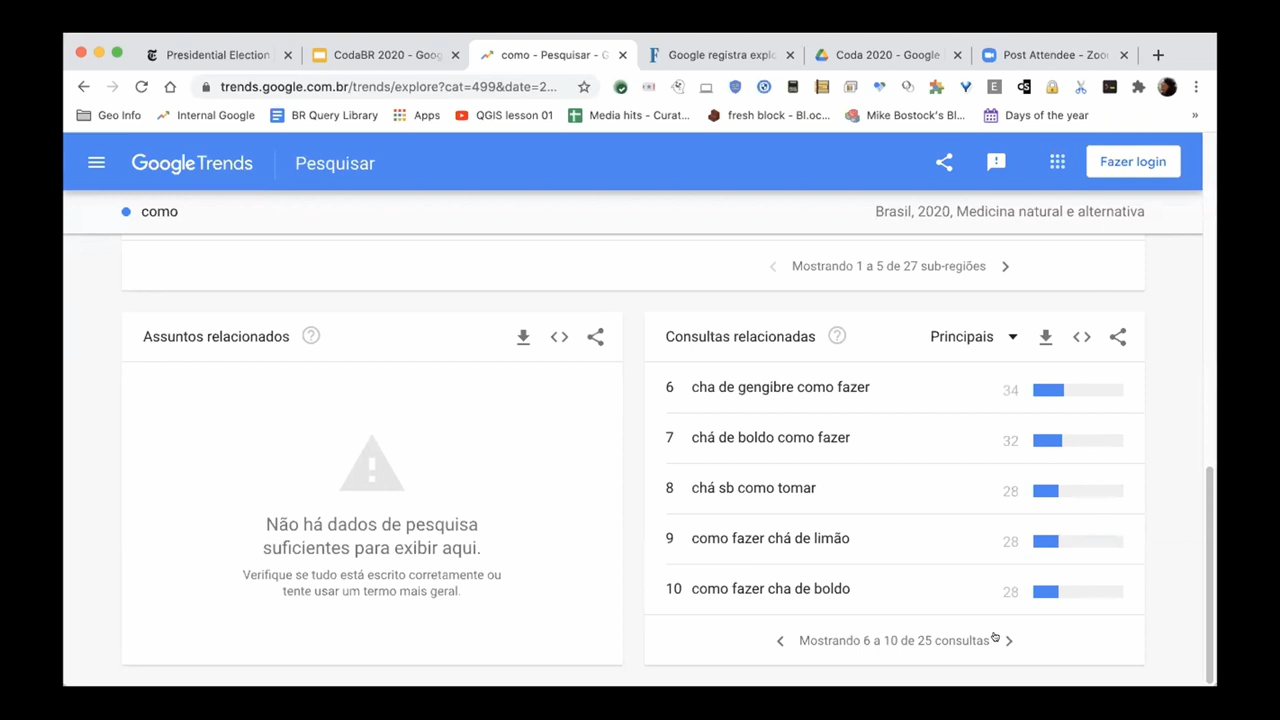 Presidential Election
CodaBR 2020 - Goog
como - Pesquisar - G
Google registra explo
Coda 2020 - Google
Post Attendee - Zoo
trends.google.com.br/trends/explore?cat=499&date=2...
Geo Info
Internal Google
BR Query Library
Apps
QGIS lesson 01
Media hits - Curat...
fresh block - Bl.oc...
Mike Bostock's Bl...
Days of the year
»
Google Trends
Pesquisar
Fazer login
como
Brasil, 2020, Medicina natural e alternativa
Mostrando 1 a 5 de 27 sub-regiões
Assuntos relacionados
Não há dados de pesquisa
suficientes para exibir aqui.
Verifique se tudo está escrito corretamente ou
tente usar um termo mais geral.
Consultas relacionadas
Principais
6 cha de gengibre como fazer 34
7 chá de boldo como fazer 32
8 chá sb como tomar 28
9 como fazer chá de limão 28
10 como fazer cha de boldo 28
Mostrando 6 a 10 de 25 consultas